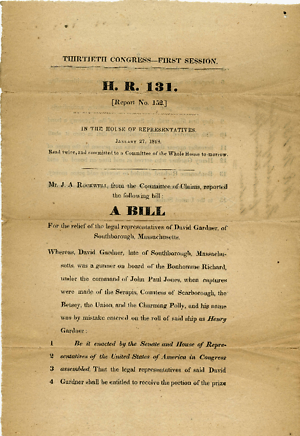 THIRTIETH CONGRESS—FIRST SESSION.
H. R. 131.
[Report No. 152.]
IN THE HOUSE OF REPRESENTATIVES.
JANUARY 27, 1848.
Read twice, and committed to a Committee of the Whole House to-morrow.
Mr. J. A. ROCKWELL, from the Committee of Claims, reported
the following bill:
A BILL
For the relief of the legal representatives of David Gardner, of
Southborough, Massachusetts.
Whereas, David Gardner, late of Southborough, Massachu-
setts was a gunner on board of the Bonhomme Richard,
under the command of John Paul Jones, when captures
were made of the Serapis, Countess of Scarborough, the
Betsey, the Union, and the Charming Polly, and his name
was by mistake entered on the roll of said ship as Henry
Gardner:
1 Be it enacted by the Senate and House of Repre-
2 sentatives of the United States of America in Congress
3 assembled, That the legal representatives of said David
4 Gardner shall be entitled to receive the portion of the prize